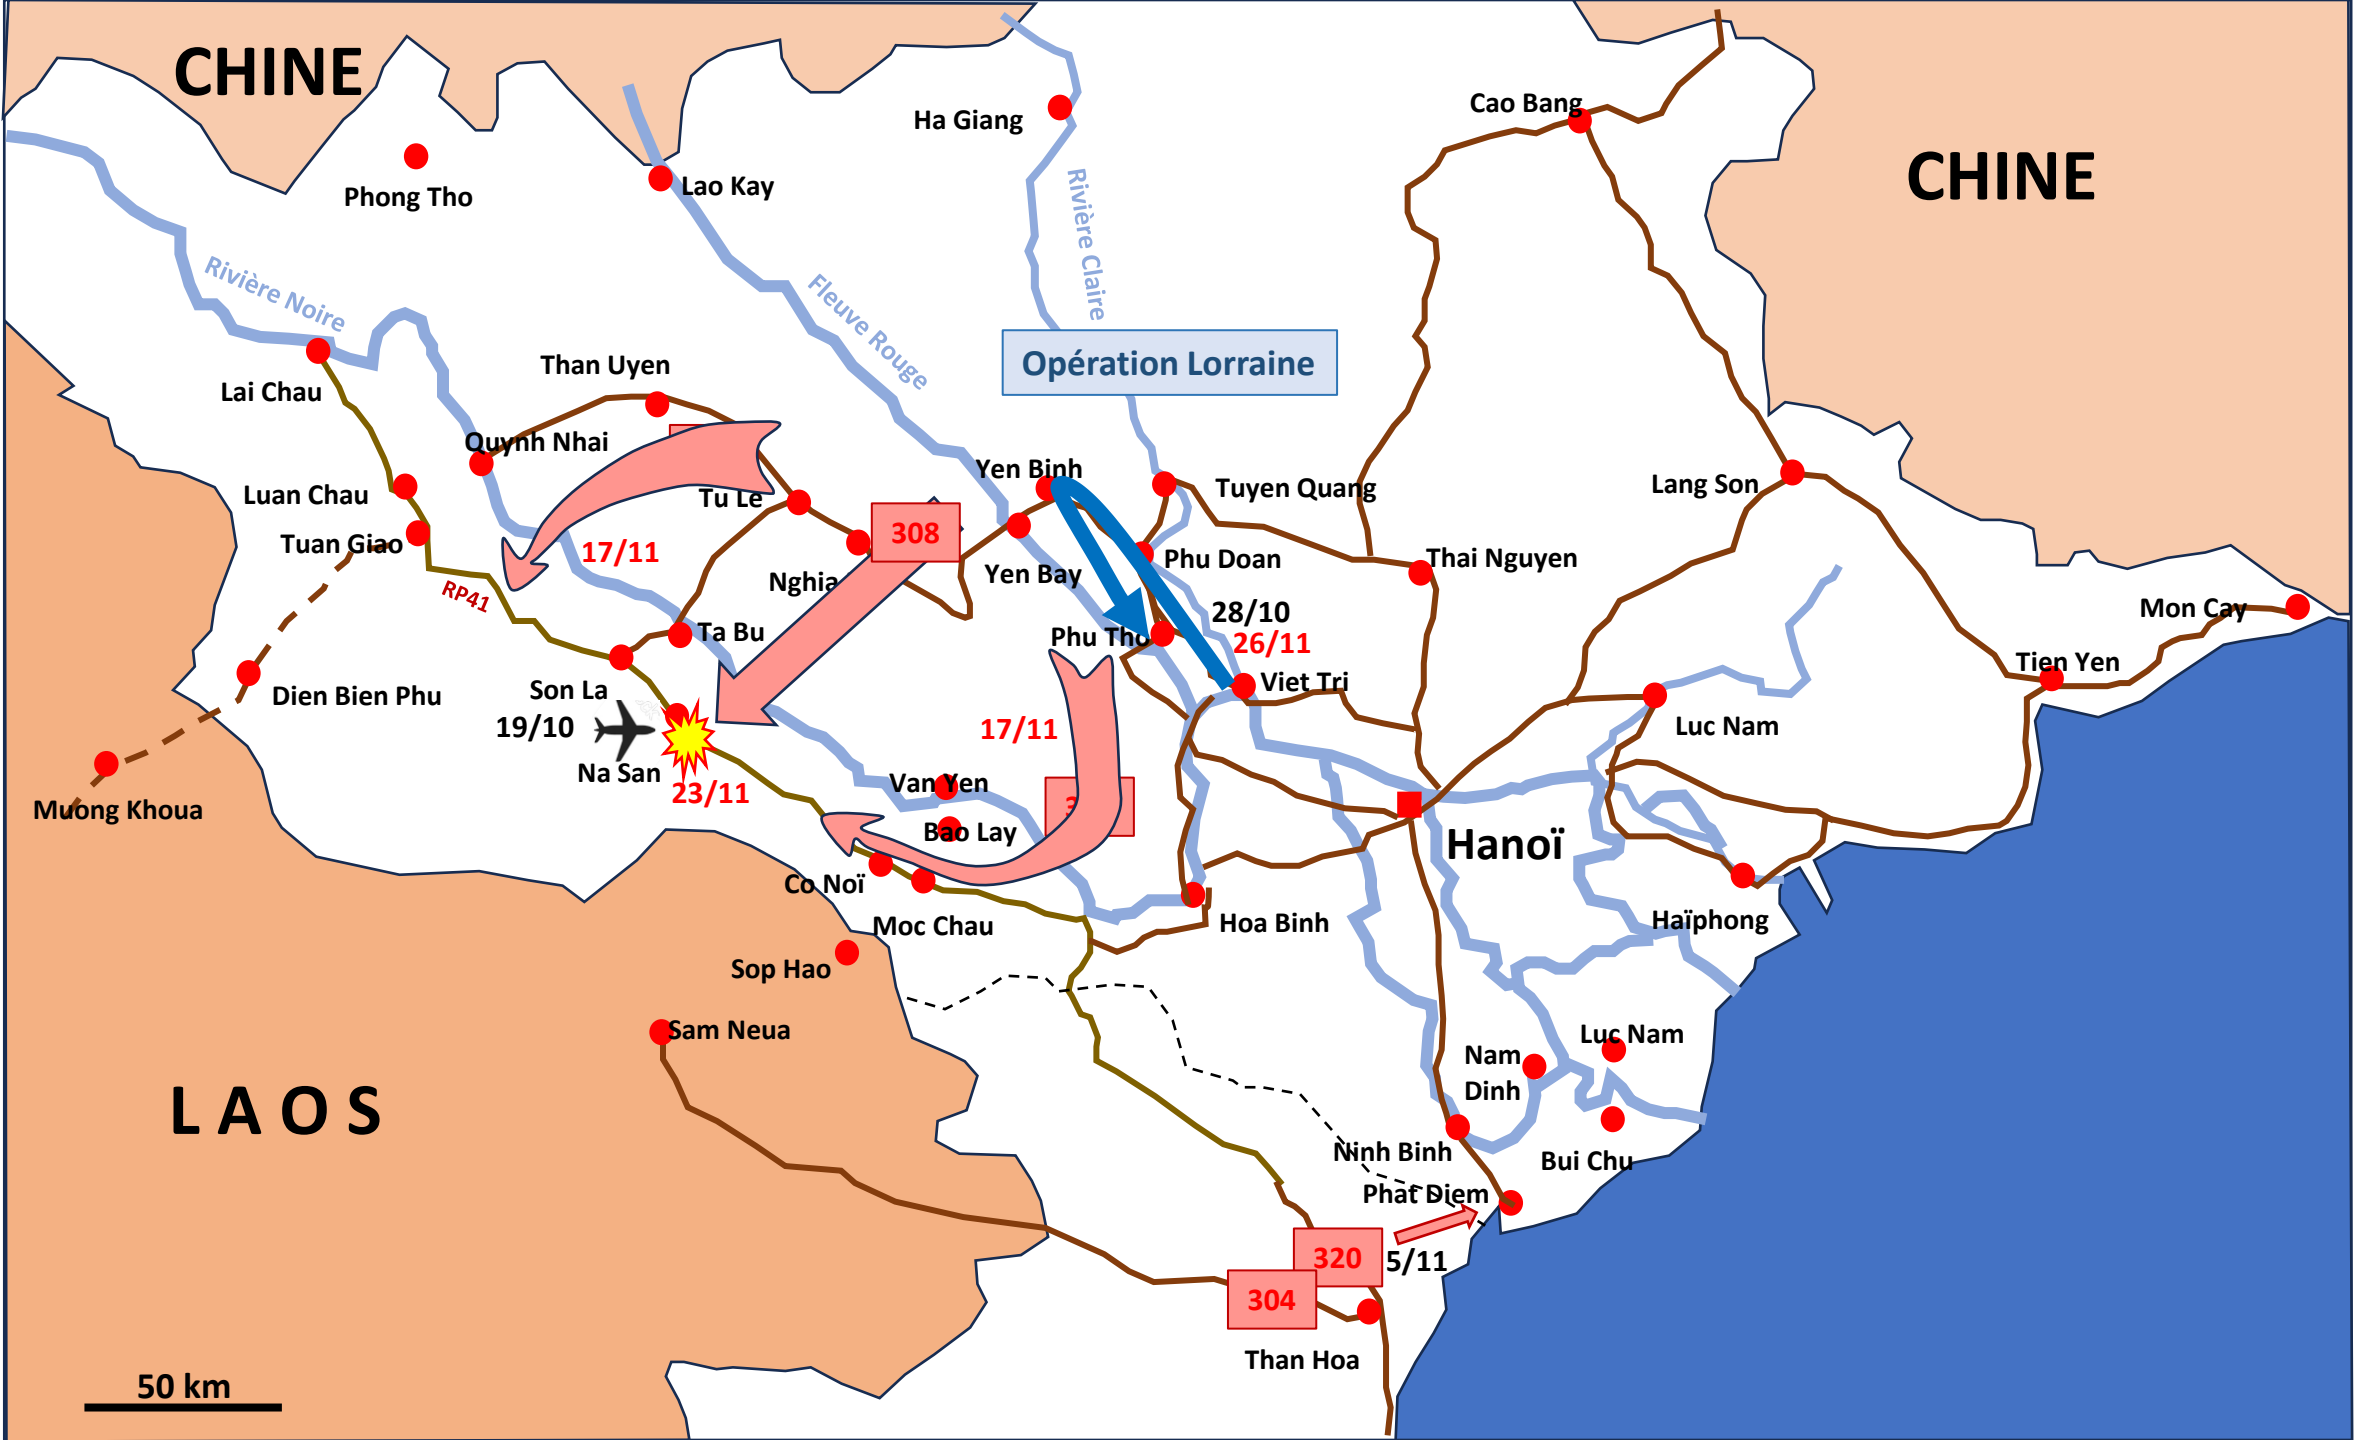 CHINE
CHINE
Phong Tho
Lao Kay
Ha Giang
Cao Bang
Rivière Noire
Fleuve Rouge
Rivière Claire
Opération Lorraine
Lai Chau
Than Uyen
Quynh Nhai
Luan Chau
Tuan Giao
Tu Le
Yen Binh
Tuyen Quang
Lang Son
17/11
308
Nghia
Yen Bay
Phu Doan
Thai Nguyen
RP41
Ta Bu
Phu Tho
28/10
26/11
Mon Cay
Tien Yen
Dien Bien Phu
Son La
19/10
Na San
23/11
Viet Tri
17/11
Luc Nam
Muong Khoua
Van Yen
Bao Lay
3
Hanoï
Co Noï
Moc Chau
Hoa Binh
Haïphong
Sop Hao
Sam Neua
LAOS
Nam
Dinh
Luc Nam
Ninh Binh
Bui Chu
Phat Diem
320
5/11
304
Than Hoa
50 km